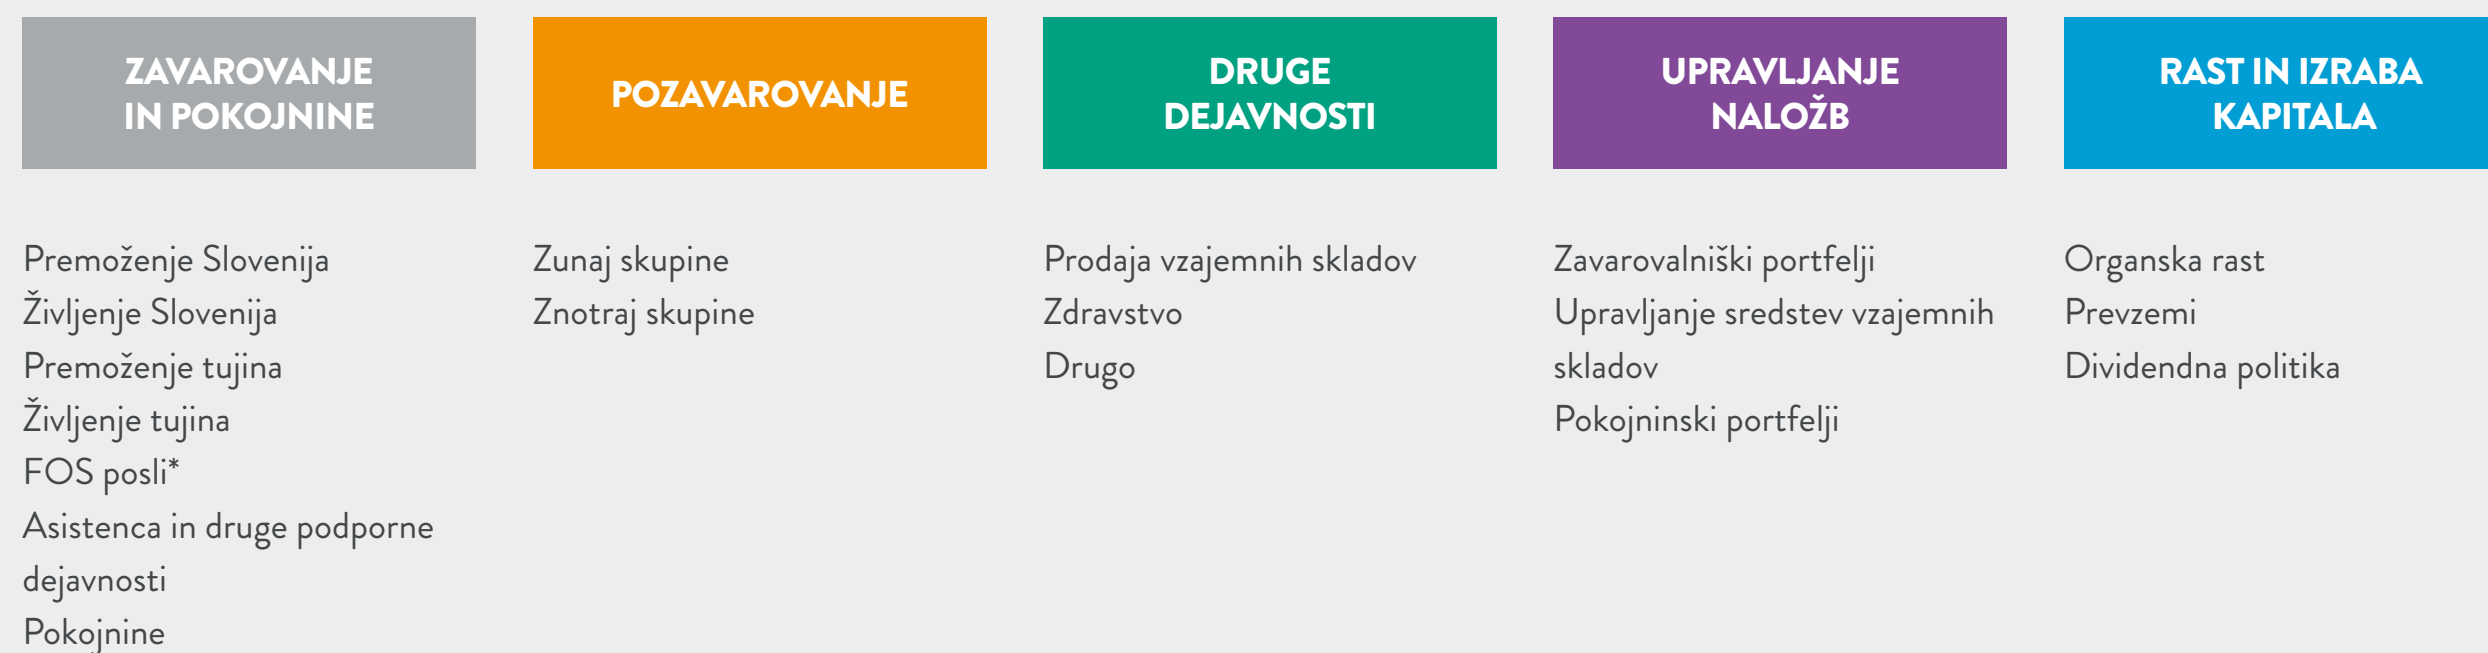 ZAVAROVANJE
IN POKOJNINE
Premoženje Slovenija
Življenje Slovenija
Premoženje tujina
Življenje tujina
FOS posli*
Asistenca in druge podporne
dejavnosti
Pokojnine
POZAVAROVANJE
Zunaj skupine
Znotraj skupine
DRUGE
DEJAVNOSTI
Prodaja vzajemnih skladov
Zdravstvo
Drugo
UPRAVLJANJE
NALOŽB
Zavarovalniški portfelji
Upravljanje sredstev vzajemnih
skladov
Pokojninski portfelji
RAST IN IZRABA
KAPITALA
Organska rast
Prevzemi
Dividendna politika